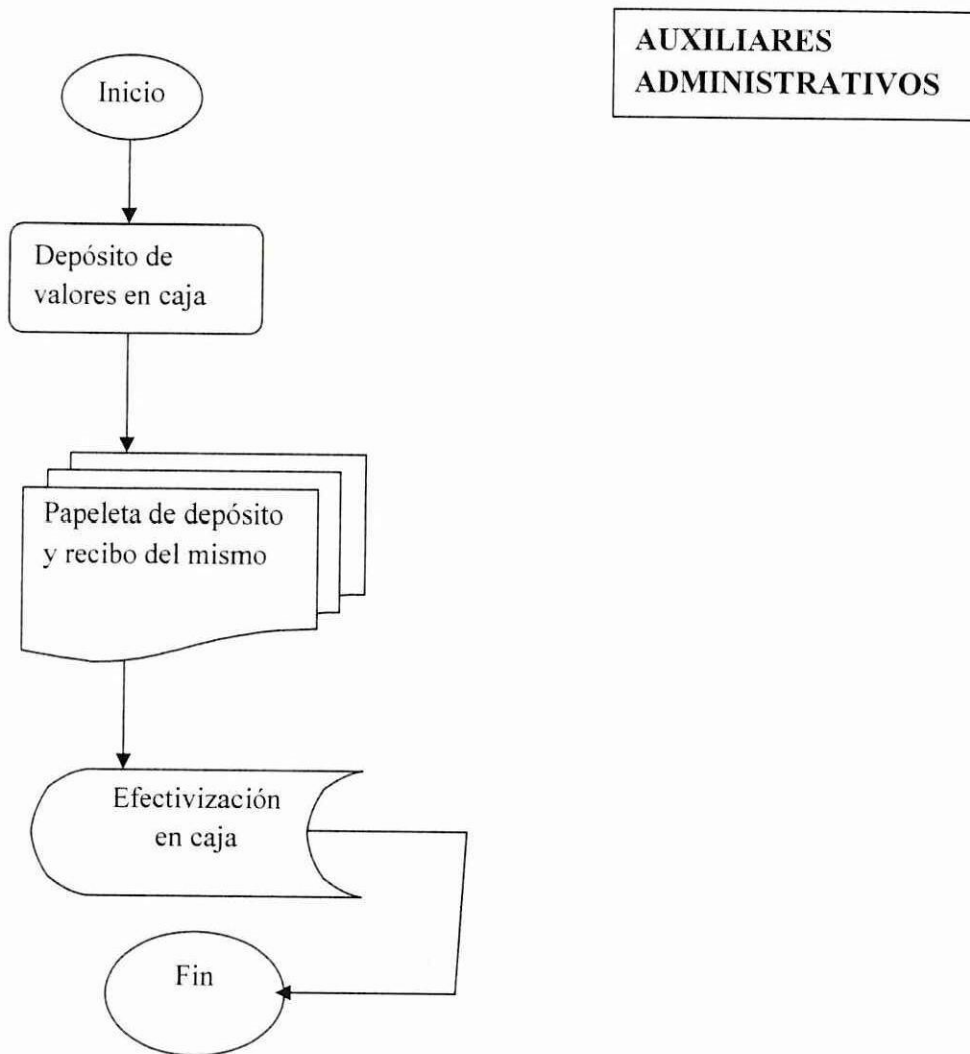 AUXILIARES
ADMINISTRATIVOS
Inicio
Depósito de
valores en caja
Papeleta de depósito
y recibo del mismo
Efectivización
en caja
Fin